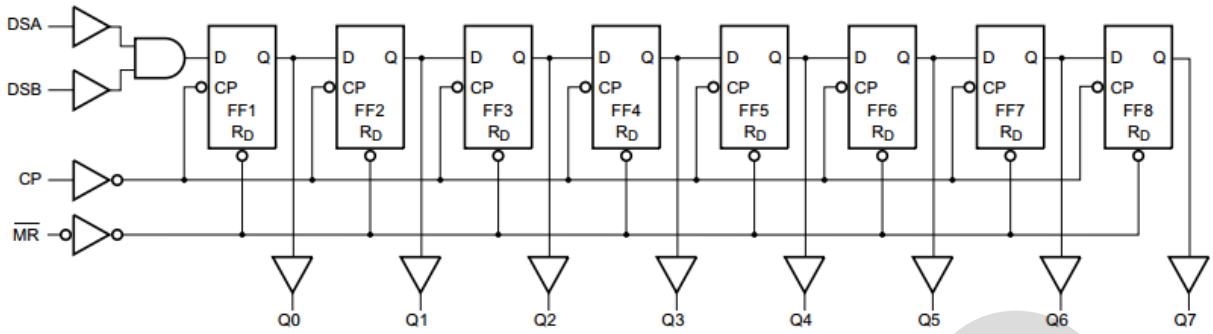 DSA
DSB
D Q D Q D Q D Q D Q D Q D Q D Q
CP CP CP CP CP CP CP CP
FF1 FF2 FF3 FF4 FF5 FF6 FF7 FF8
RD RD RD RD RD RD RD RD
CP
MR
Q0 Q1 Q2 Q3 Q4 Q5 Q6 Q7